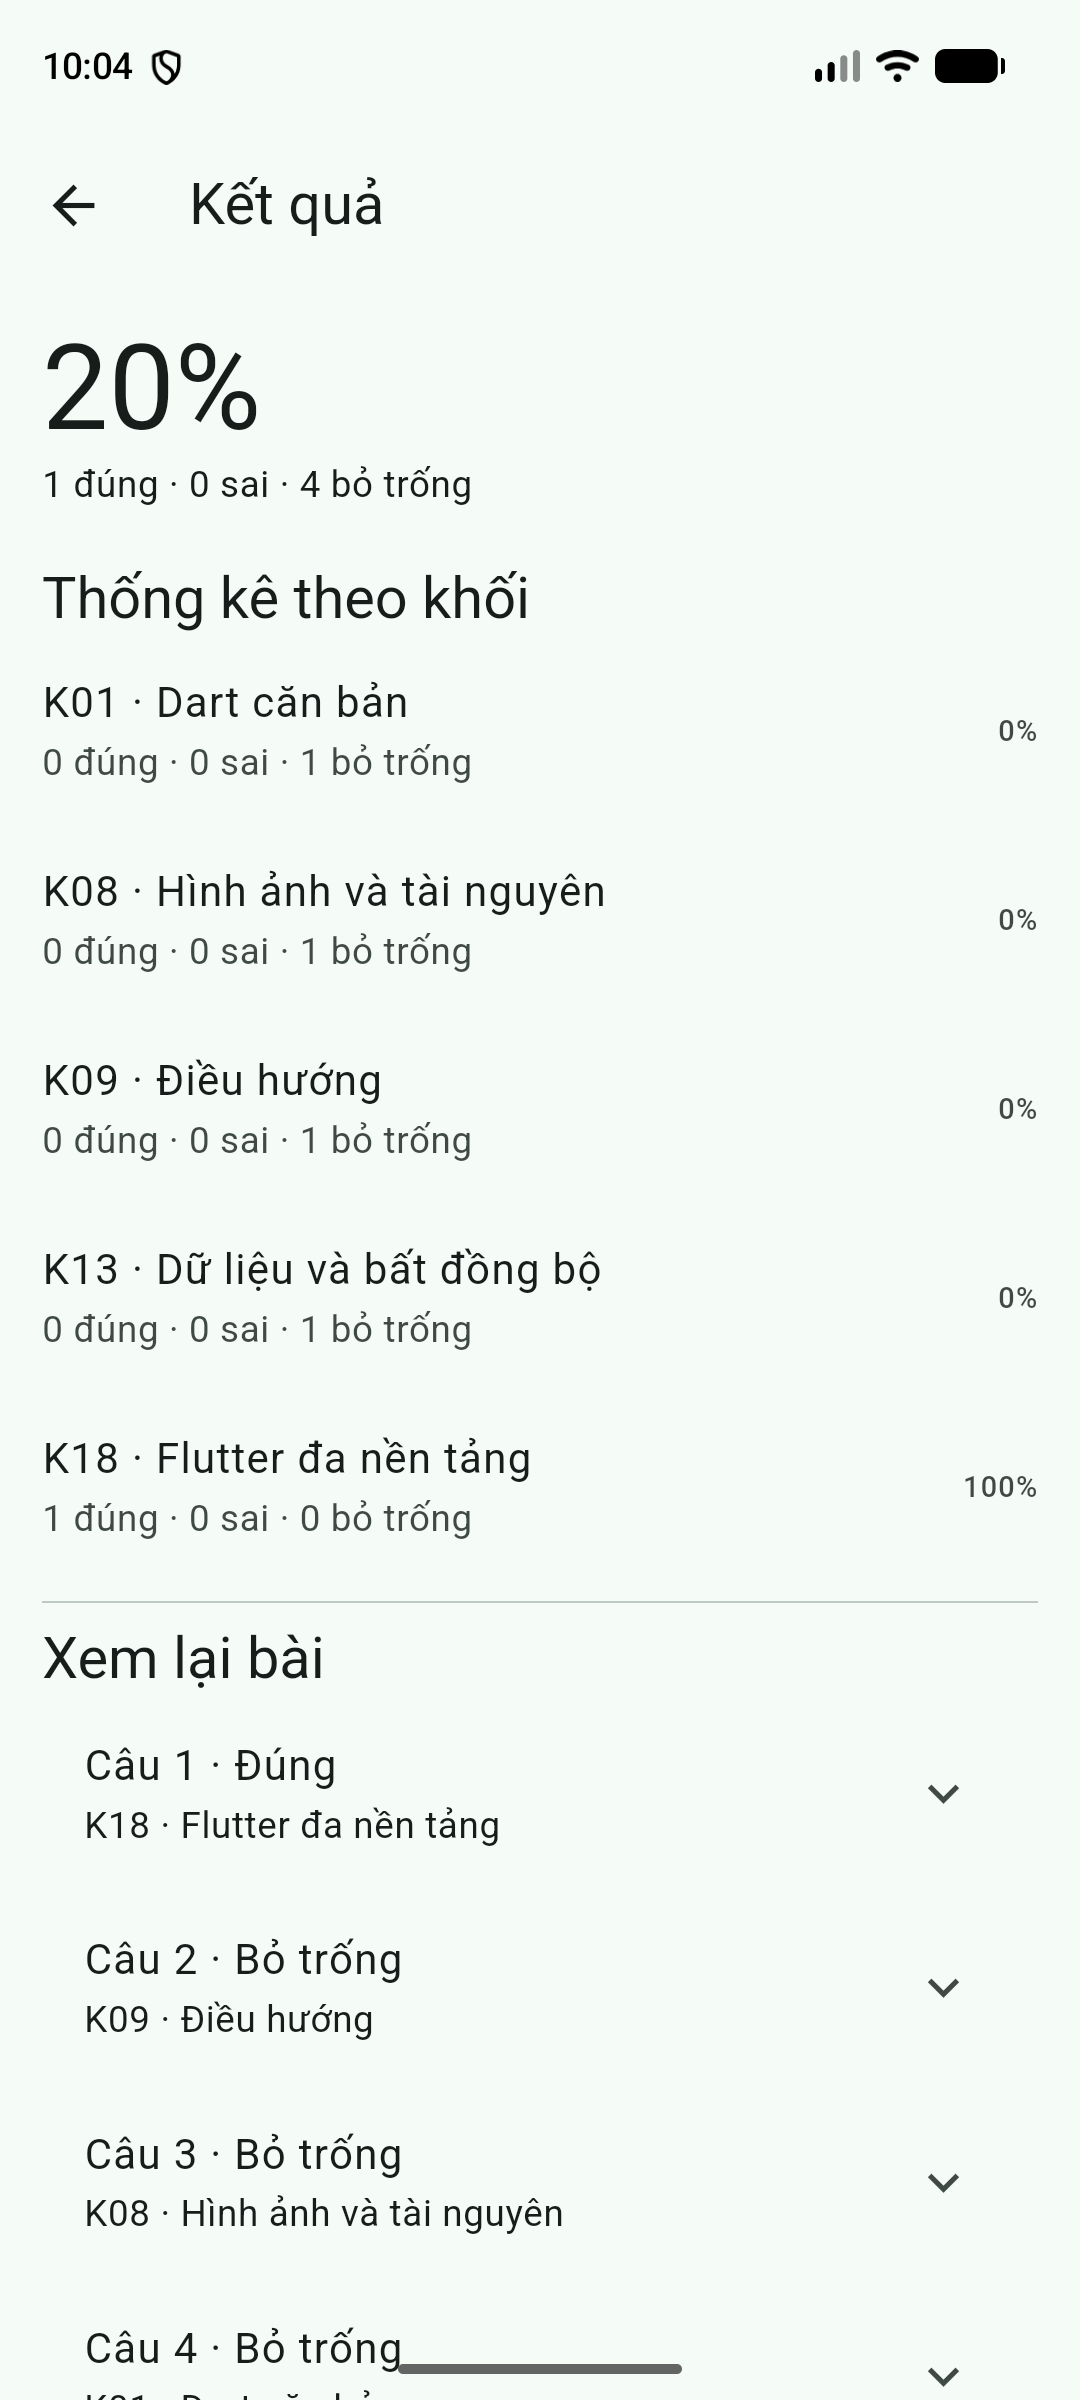 10:04
Kết quả
20%
1 đúng · 0 sai · 4 bỏ trống
Thống kê theo khối
K01 · Dart căn bản
0 đúng · 0 sai · 1 bỏ trống
0%
K08 · Hình ảnh và tài nguyên
0 đúng · 0 sai · 1 bỏ trống
0%
K09 · Điều hướng
0 đúng · 0 sai · 1 bỏ trống
0%
K13 · Dữ liệu và bất đồng bộ
0 đúng · 0 sai · 1 bỏ trống
0%
K18 · Flutter đa nền tảng
1 đúng · 0 sai · 0 bỏ trống
100%
Xem lại bài
Câu 1 · Đúng
K18 · Flutter đa nền tảng
Câu 2 · Bỏ trống
K09 · Điều hướng
Câu 3 · Bỏ trống
K08 · Hình ảnh và tài nguyên
Câu 4 · Bỏ trống